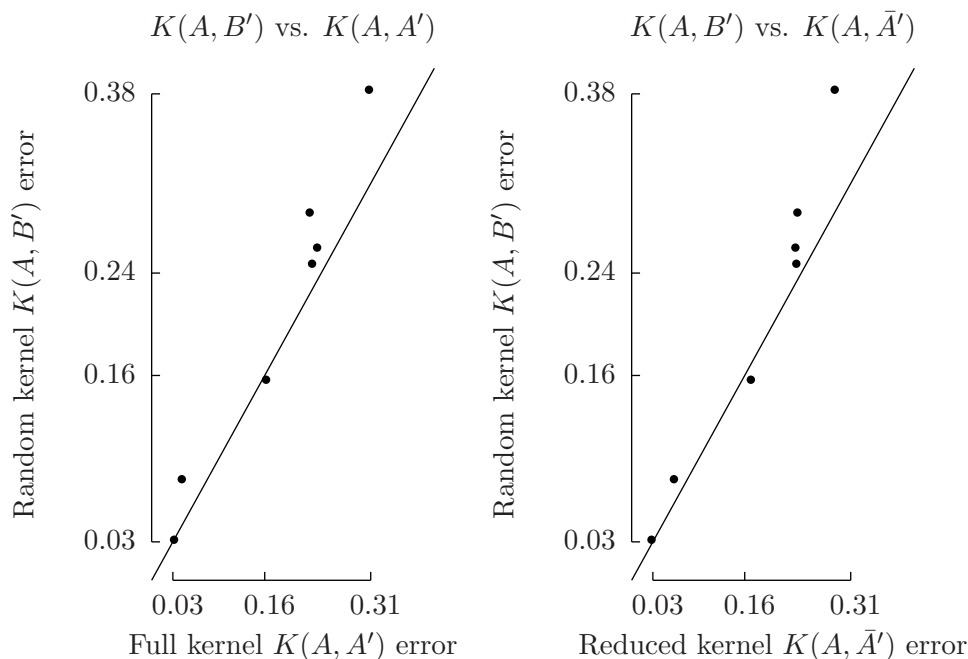 K(A, B′) vs. K(A, A′)
0.38
0.24
0.16
0.03
Random kernel K(A, B′) error
0.03 0.16 0.31
Full kernel K(A, A′) error
K(A, B′) vs. K(A, Ā′)
0.38
0.24
0.16
0.03
Random kernel K(A, B′) error
0.03 0.16 0.31
Reduced kernel K(A, Ā′) error